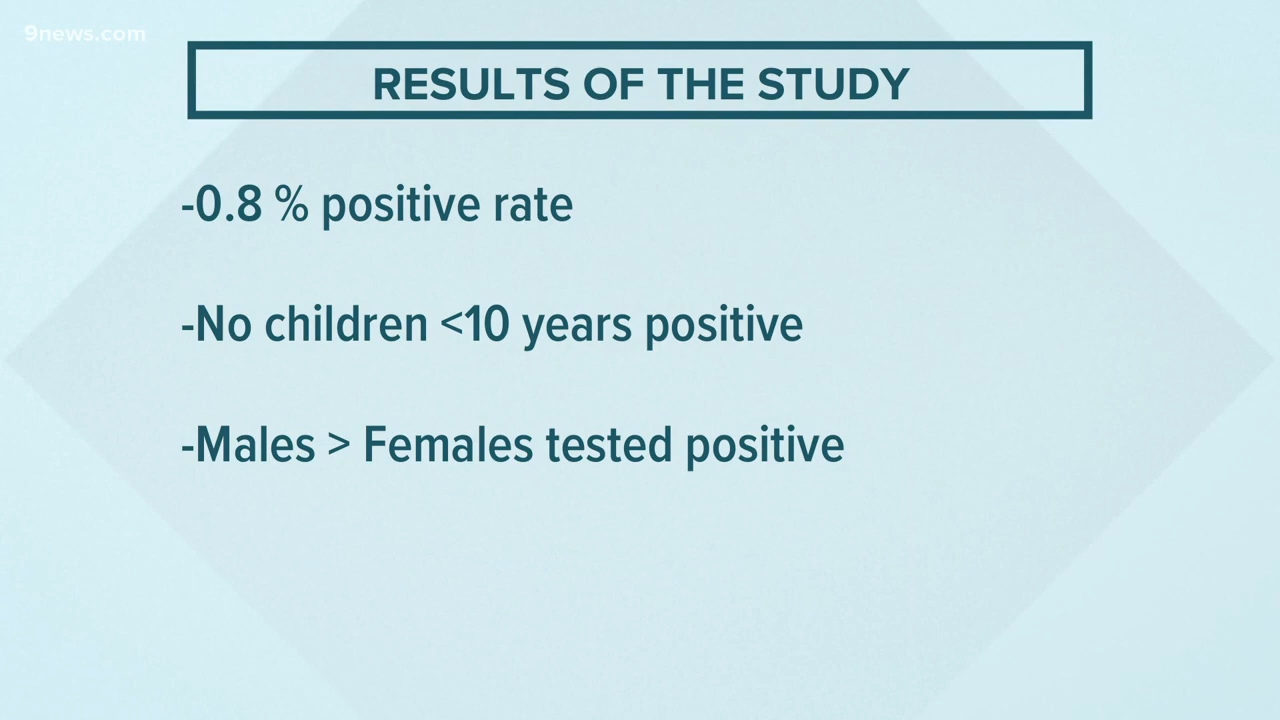 9news.com
RESULTS OF THE STUDY
-0.8 % positive rate
-No children <10 years positive
-Males > Females tested positive